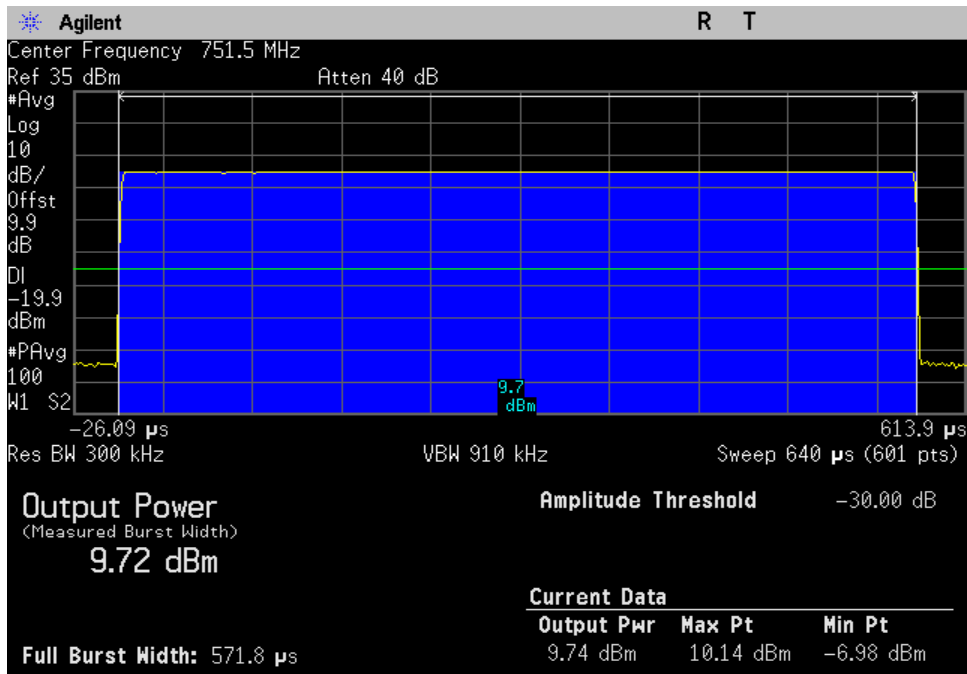 Agilent R T
Center Frequency 751.5 MHz
Ref 35 dBm Atten 40 dB
#Avg
Log
10
dB/
Offst
9.9
dB
DI
-19.9
dBm
#PAvg
100
W1 S2
9.7
dBm
-26.09 µs 613.9 µs
Res BW 300 kHz VBW 910 kHz Sweep 640 µs (601 pts)
Output Power Amplitude Threshold -30.00 dB
(Measured Burst Width)
9.72 dBm
Current Data
Output Pwr Max Pt Min Pt
9.74 dBm 10.14 dBm -6.98 dBm
Full Burst Width: 571.8 µs